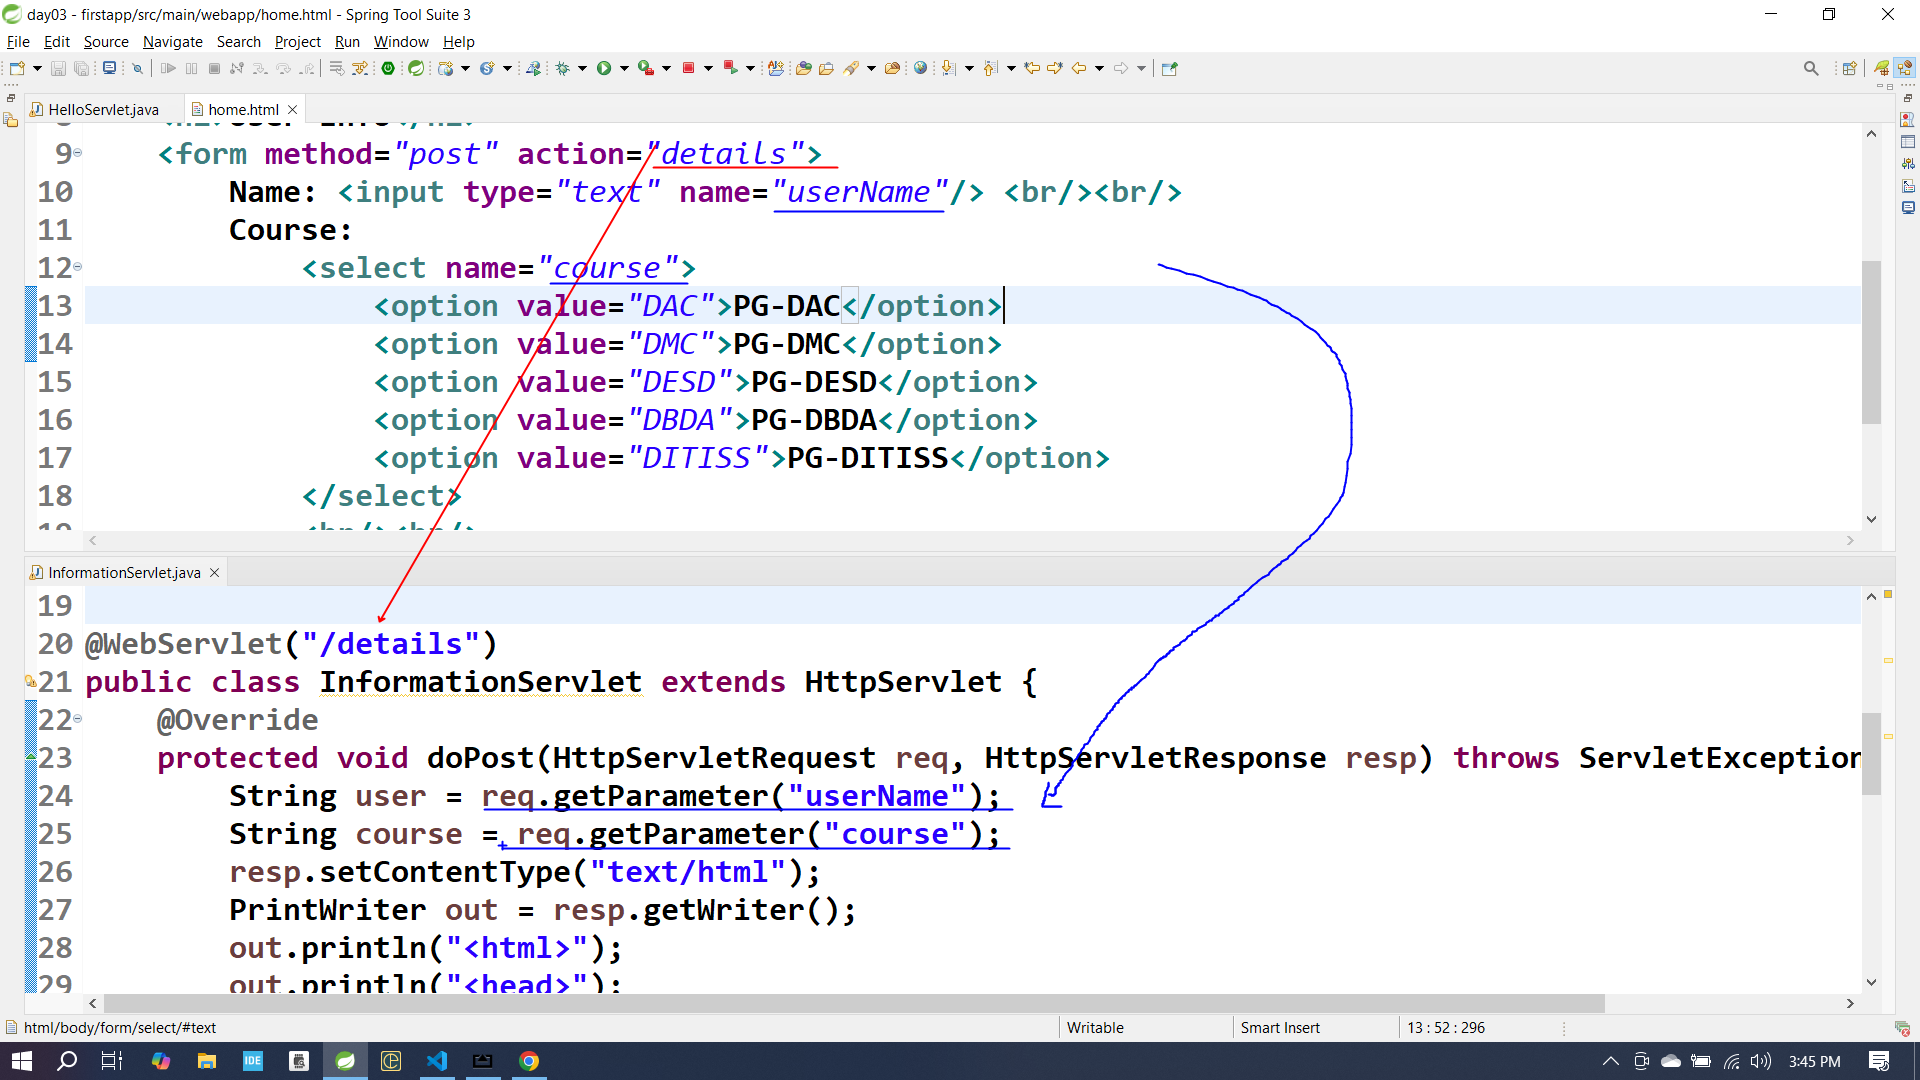 day03 - firstapp/src/main/webapp/home.html - Spring Tool Suite 3
File Edit Source Navigate Search Project Run Window Help
HelloServlet.java home.html
9 <form method="post" action="details">
10 Name: <input type="text" name="userName"/> <br/><br/>
11 Course:
12 <select name="course">
13 <option value="DAC">PG-DAC</option>
14 <option value="DMC">PG-DMC</option>
15 <option value="DESD">PG-DESD</option>
16 <option value="DBDA">PG-DBDA</option>
17 <option value="DITISS">PG-DITISS</option>
18 </select>
<br/><br/>
InformationServlet.java
19
20 @WebServlet("/details")
21 public class InformationServlet extends HttpServlet {
22 @Override
23 protected void doPost(HttpServletRequest req, HttpServletResponse resp) throws ServletException
24 String user = req.getParameter("userName");
25 String course = req.getParameter("course");
26 resp.setContentType("text/html");
27 PrintWriter out = resp.getWriter();
28 out.println("<html>");
29 out.println("<head>");
html/body/form/select/#text Writable Smart Insert 13 : 52 : 296
IDE
3:45 PM